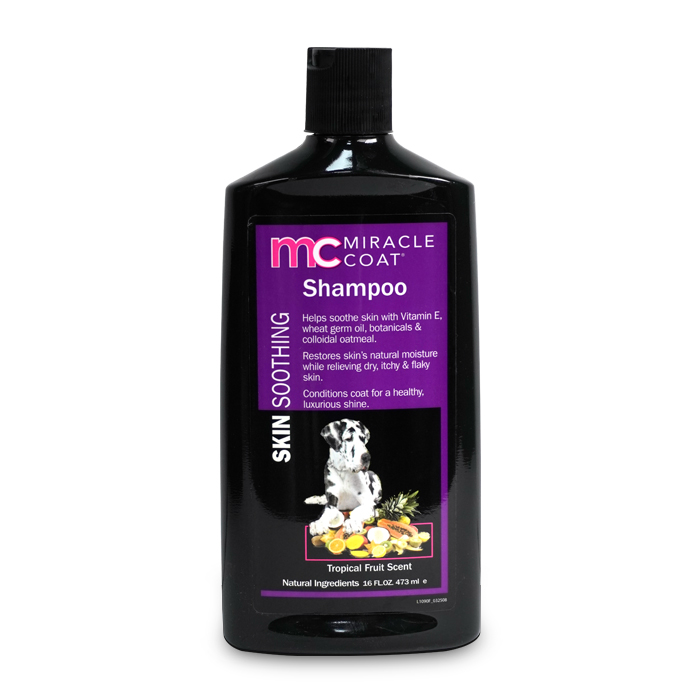 mc MIRACLE
COAT®
Shampoo
SKIN SOOTHING
Helps soothe skin with Vitamin E,
wheat germ oil, botanicals &
colloidal oatmeal.
Restores skin's natural moisture
while relieving dry, itchy & flaky
skin.
Conditions coat for a healthy,
luxurious shine.
Tropical Fruit Scent
Natural Ingredients 16 FL.OZ. 473 ml e